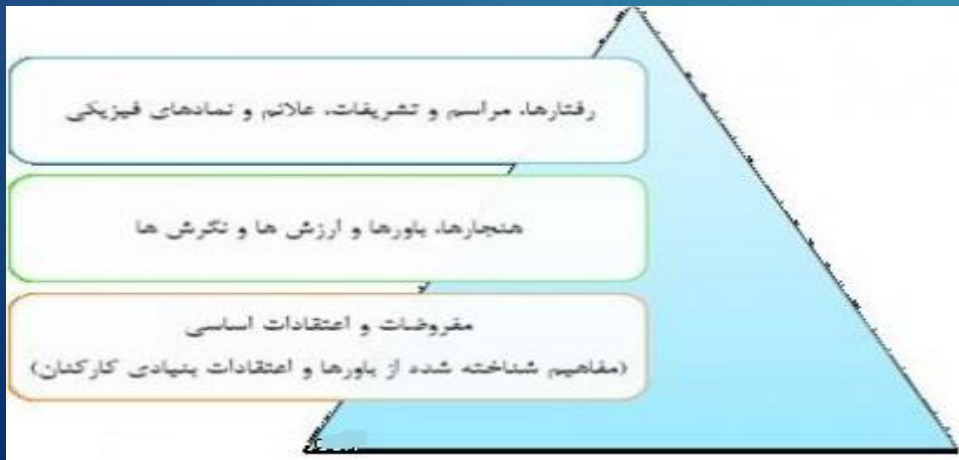 رفتارها، مراسم و تشریفات، علائم و نمادهای فیزیکی
هنجارها، باورها و ارزش ها و نگرش ها
مفروضات و اعتقادات اساسی
(مفاهیم شناخته شده از باورها و اعتقادات بنیادی کارکنان)